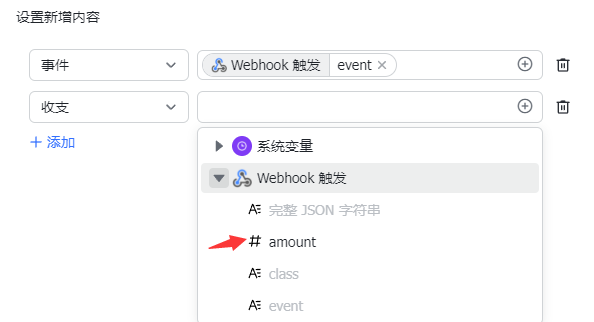 设置新增内容
事件 Webhook 触发 event
收支
添加
系统变量
Webhook 触发
完整 JSON 字符串
amount
class
event